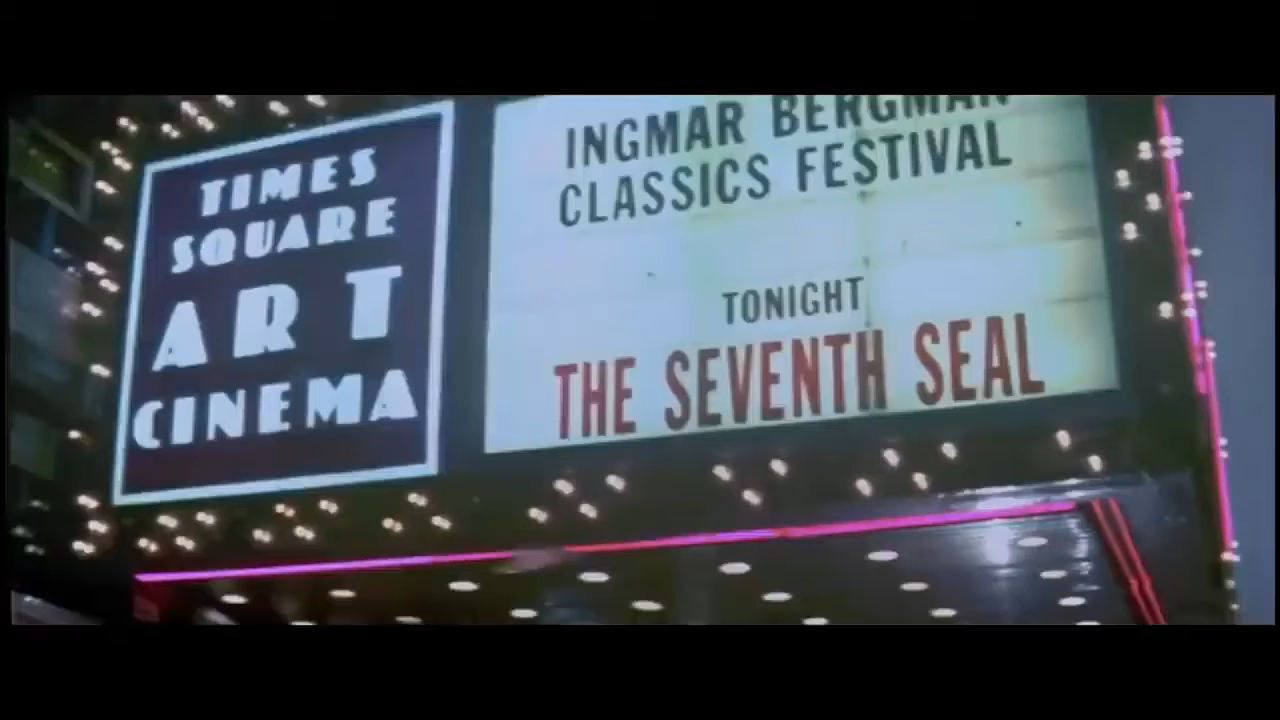 TIMES
SQUARE
ART
CINEMA
INGMAR BERGMAN
CLASSICS FESTIVAL
TONIGHT
THE SEVENTH SEAL